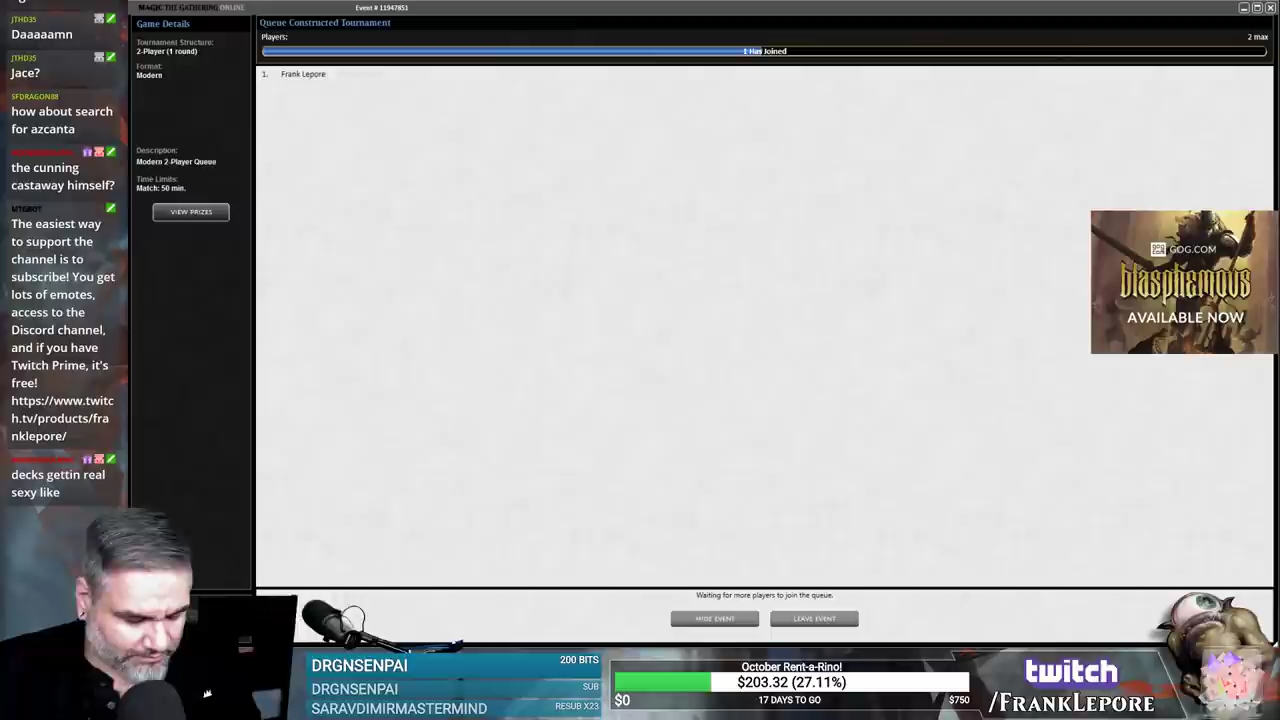 JTHD35
Daaaaamn
JTHD35
Jace?
SFDRAGON88
how about search
for azcanta
the cunning
castaway himself?
MTGBOT
The easiest way
to support the
channel is to
subscribe! You get
lots of emotes,
access to the
Discord channel,
and if you have
Twitch Prime, it's
free!
https://www.twitc
h.tv/products/fra
nklepore/
decks gettin real
sexy like
MAGIC THE GATHERING ONLINE
Event # 11947851
Game Details
Tournament Structure:
2-Player (1 round)
Format:
Modern
Description:
Modern 2-Player Queue
Time Limits:
Match: 50 min.
VIEW PRIZES
Queue Constructed Tournament
Players:
2 max
1 Has Joined
1. Frank Lepore
GOG.COM
blasphemous
AVAILABLE NOW
Waiting for more players to join the queue.
HIDE EVENT
LEAVE EVENT
DRGNSENPAI
200 BITS
DRGNSENPAI
SUB
SARAVDIMIRMASTERMIND
RESUB X23
October Rent-a-Rino!
$203.32 (27.11%)
$0
17 DAYS TO GO
$750
twitch
/FRANKLEPORE